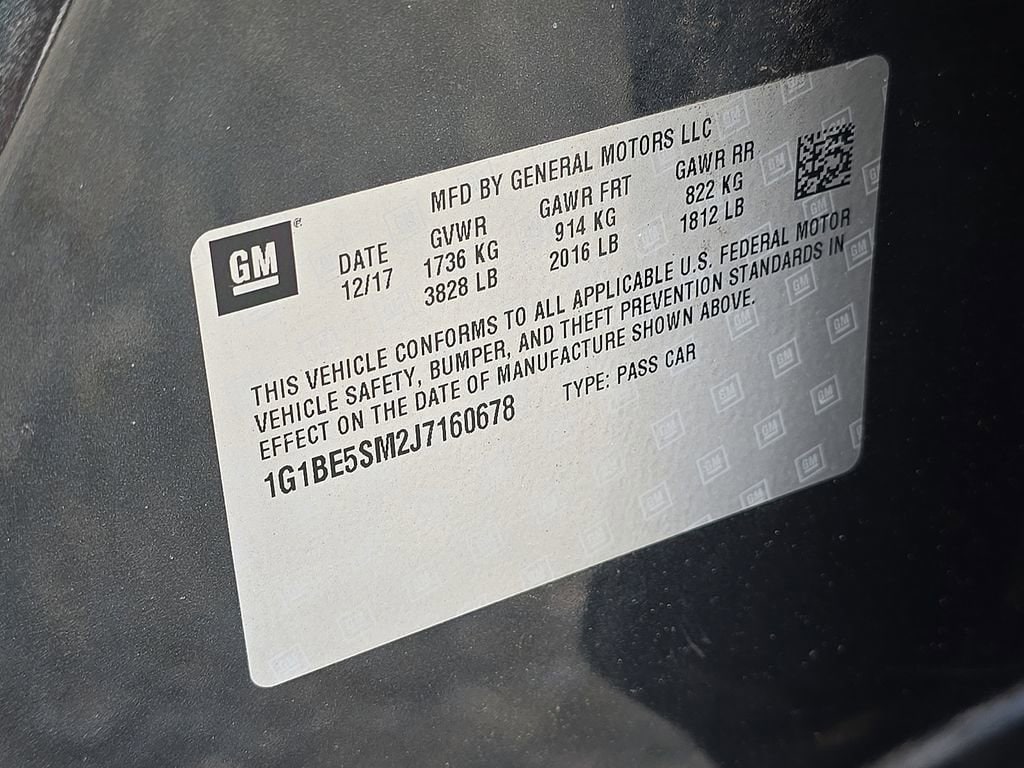 MFD BY GENERAL MOTORS LLC
GM®
DATE GVWR GAWR FRT GAWR RR
12/17 1736 KG 914 KG 822 KG
3828 LB 2016 LB 1812 LB
THIS VEHICLE CONFORMS TO ALL APPLICABLE U.S. FEDERAL MOTOR
VEHICLE SAFETY, BUMPER, AND THEFT PREVENTION STANDARDS IN
EFFECT ON THE DATE OF MANUFACTURE SHOWN ABOVE.
1G1BE5SM2J7160678 TYPE: PASS CAR